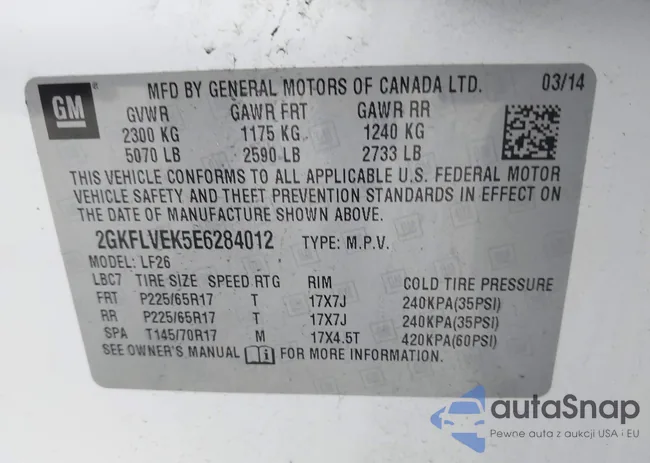 GM
MFD BY GENERAL MOTORS OF CANADA LTD. 03/14
GVWR GAWR FRT GAWR RR
2300 KG 1175 KG 1240 KG
5070 LB 2590 LB 2733 LB
THIS VEHICLE CONFORMS TO ALL APPLICABLE U.S. FEDERAL MOTOR
VEHICLE SAFETY AND THEFT PREVENTION STANDARDS IN EFFECT ON
THE DATE OF MANUFACTURE SHOWN ABOVE.
2GKFLVEK5E6284012 TYPE: M.P.V.
MODEL: LF26
LBC7 TIRE SIZE SPEED RTG RIM COLD TIRE PRESSURE
FRT P225/65R17 T 17X7J 240KPA(35PSI)
RR P225/65R17 T 17X7J 240KPA(35PSI)
SPA T145/70R17 M 17X4.5T 420KPA(60PSI)
SEE OWNER'S MANUAL FOR MORE INFORMATION.
autaSnap
Pewne auta z aukcji USA i EU